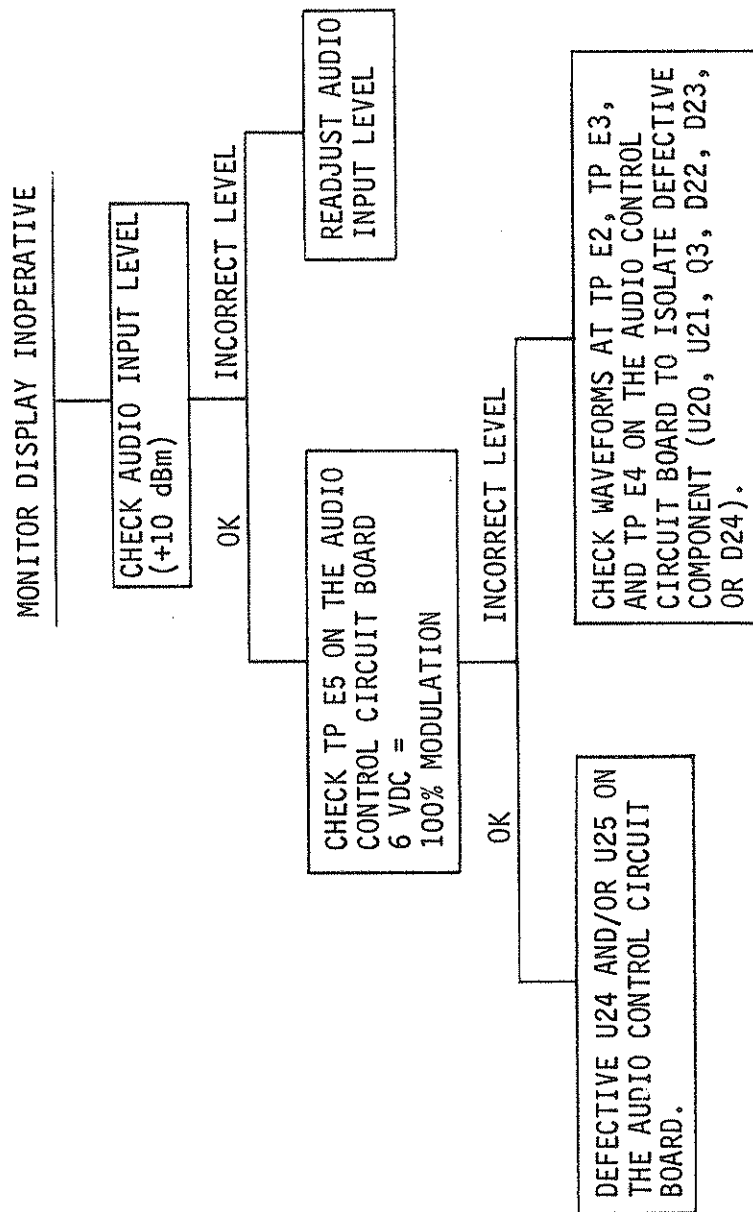 MONITOR DISPLAY INOPERATIVE
CHECK AUDIO INPUT LEVEL
(+10 dBm)
OK
INCORRECT LEVEL
CHECK TP E5 ON THE AUDIO
CONTROL CIRCUIT BOARD
6 VDC =
100% MODULATION
READJUST AUDIO
INPUT LEVEL
OK
INCORRECT LEVEL
DEFECTIVE U24 AND/OR U25 ON
THE AUDIO CONTROL CIRCUIT
BOARD.
CHECK WAVEFORMS AT TP E2, TP E3,
AND TP E4 ON THE AUDIO CONTROL
CIRCUIT BOARD TO ISOLATE DEFECTIVE
COMPONENT (U20, U21, Q3, D22, D23,
OR D24).